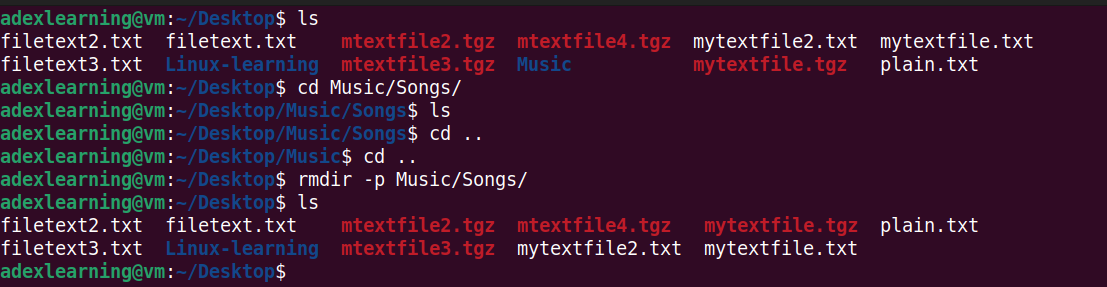 adexlearning@vm:~/Desktop$ ls
filetext2.txt filetext.txt mtextfile2.tgz mtextfile4.tgz mytextfile2.txt mytextfile.txt
filetext3.txt Linux-learning mtextfile3.tgz Music mytextfile.tgz plain.txt
adexlearning@vm:~/Desktop$ cd Music/Songs/
adexlearning@vm:~/Desktop/Music/Songs$ ls
adexlearning@vm:~/Desktop/Music/Songs$ cd ..
adexlearning@vm:~/Desktop/Music$ cd ..
adexlearning@vm:~/Desktop$ rmdir -p Music/Songs/
adexlearning@vm:~/Desktop$ ls
filetext2.txt filetext.txt mtextfile2.tgz mtextfile4.tgz mytextfile.tgz plain.txt
filetext3.txt Linux-learning mtextfile3.tgz mytextfile2.txt mytextfile.txt
adexlearning@vm:~/Desktop$